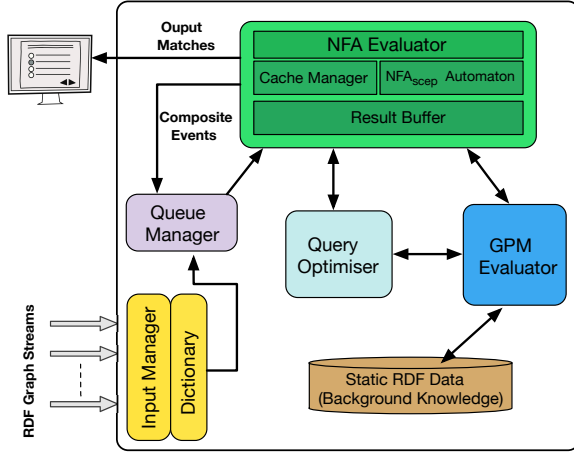 Ouput
Matches
NFA Evaluator
Cache Manager
NFAscep Automaton
Result Buffer
Composite
Events
Queue
Manager
Query
Optimiser
GPM
Evaluator
RDF Graph Streams
Input Manager
Dictionary
Static RDF Data
(Background Knowledge)